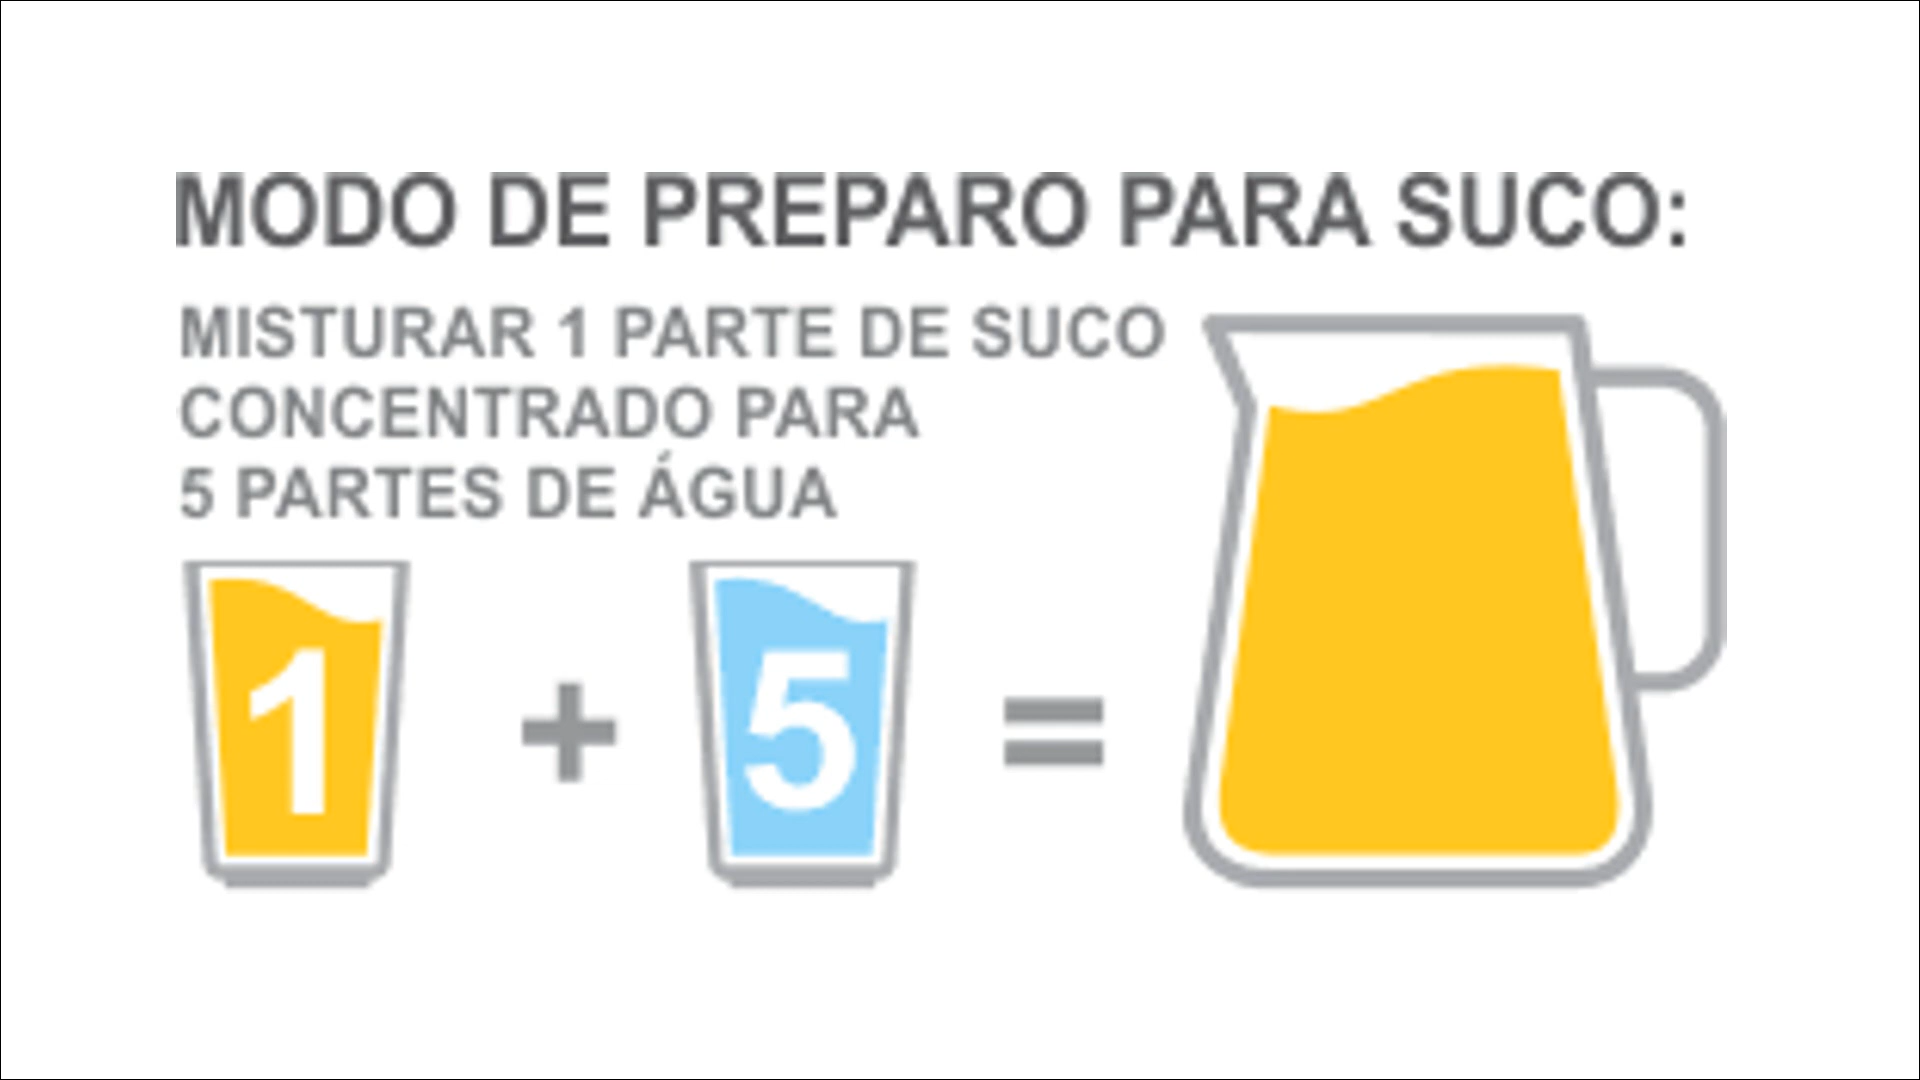 MODO DE PREPARO PARA SUCO:
MISTURAR 1 PARTE DE SUCO
CONCENTRADO PARA
5 PARTES DE ÁGUA
1 + 5 =